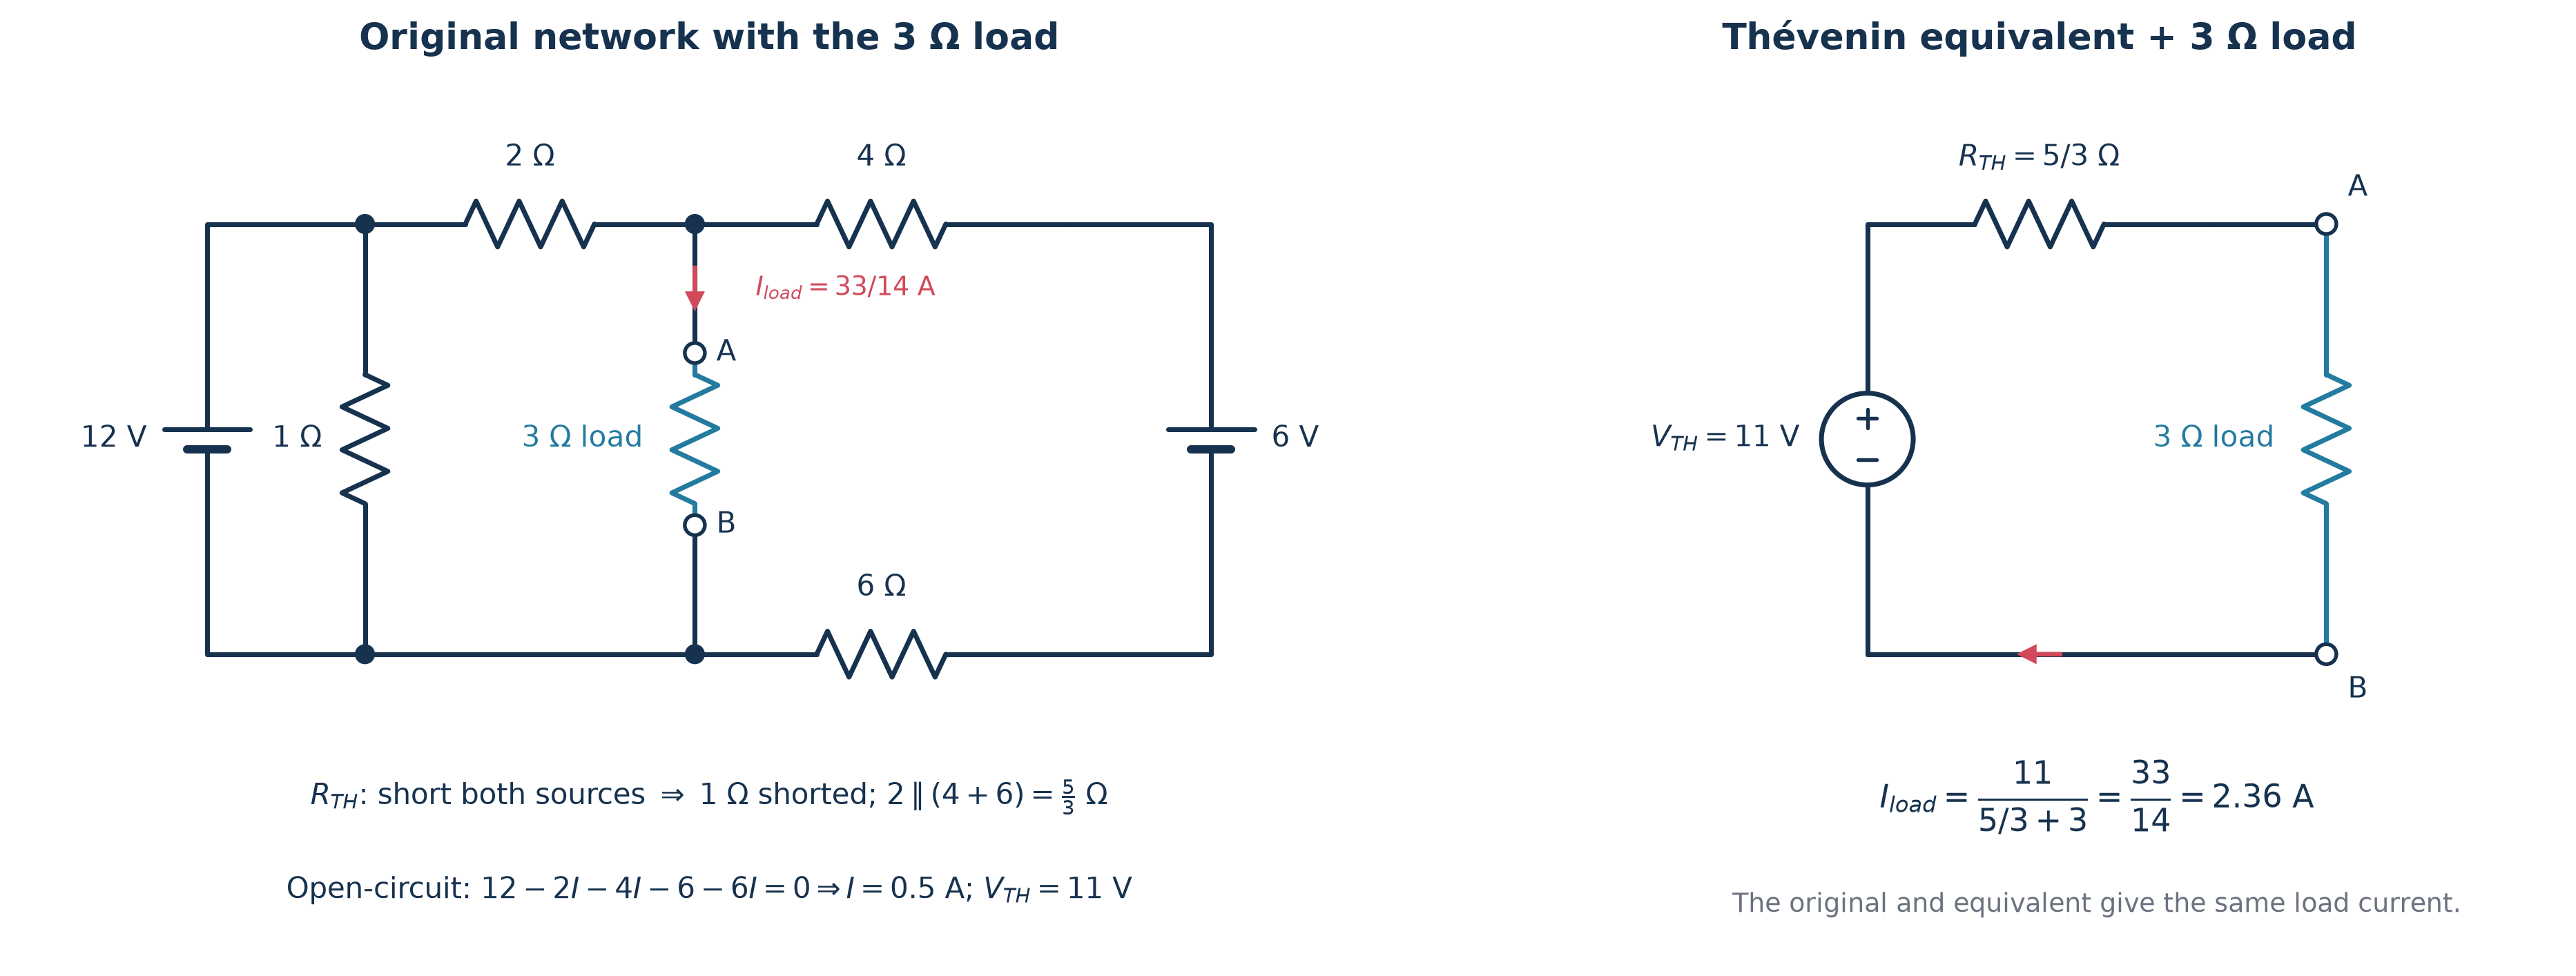 Original network with the 3 Ω load
2 Ω
4 Ω
I_load = 33/14 A
A
12 V
1 Ω
3 Ω load
6 V
B
6 Ω
R_TH: short both sources ⇒ 1 Ω shorted; 2 ∥ (4 + 6) = 5/3 Ω
Open-circuit: 12 − 2I − 4I − 6 − 6I = 0 ⇒ I = 0.5 A; V_TH = 11 V
Thévenin equivalent + 3 Ω load
R_TH = 5/3 Ω
A
V_TH = 11 V
+
−
3 Ω load
B
I_load = 11/(5/3 + 3) = 33/14 = 2.36 A
The original and equivalent give the same load current.